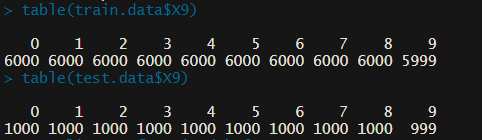 > table(train.data$X9)
0 1 2 3 4 5 6 7 8 9
6000 6000 6000 6000 6000 6000 6000 6000 6000 5999
> table(test.data$X9)
0 1 2 3 4 5 6 7 8 9
1000 1000 1000 1000 1000 1000 1000 1000 1000 999